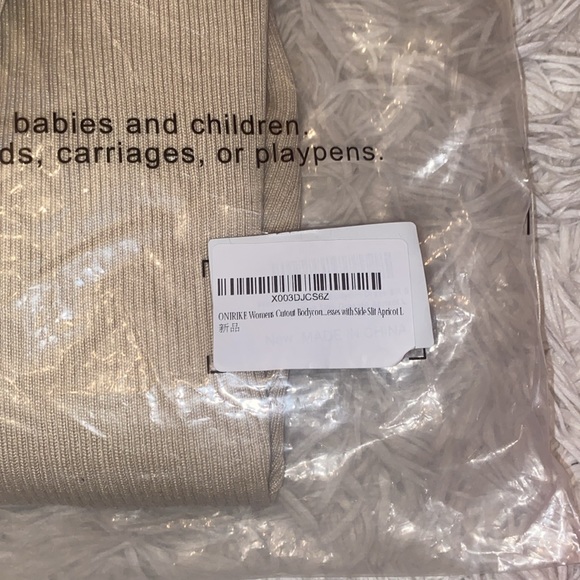 babies and children.
ds, carriages, or playpens.
X003DJCS6Z
ONIRIKE Womens Cutout Bodycon...esses with Side Slit Apricot L
新品